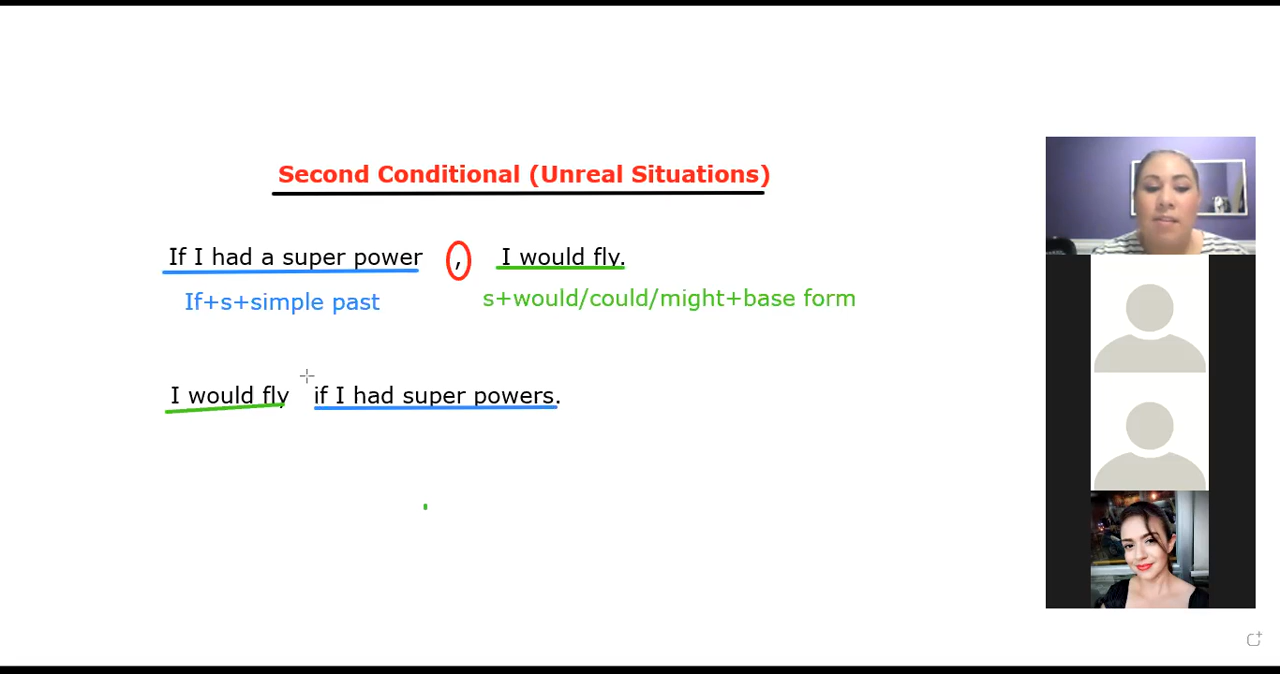 Second Conditional (Unreal Situations)
If I had a super power , I would fly.
If+s+simple past s+would/could/might+base form
I would fly if I had super powers.